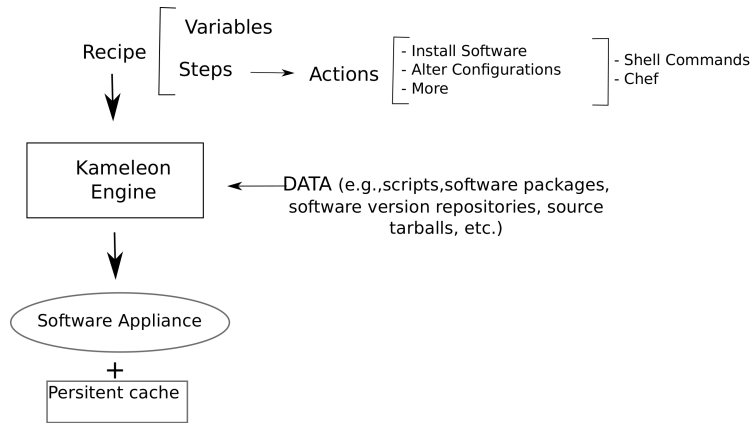 Variables
Recipe
Steps
Actions
- Install Software
- Alter Configurations
- More
- Shell Commands
- Chef
Kameleon
Engine
DATA (e.g.,scripts,software packages,
software version repositories, source
tarballs, etc.)
Software Appliance
+
Persitent cache